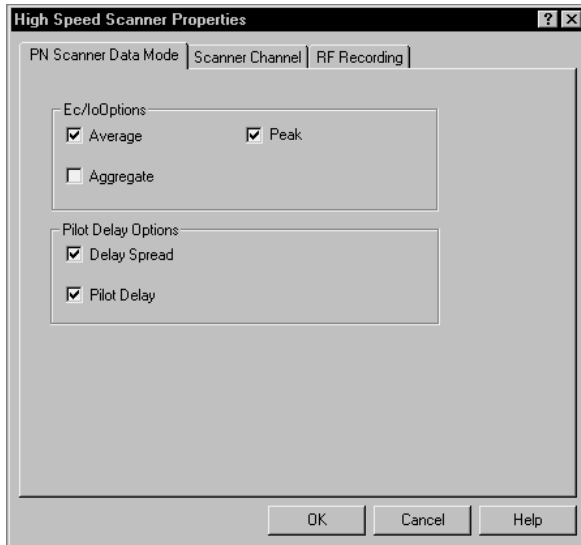 High Speed Scanner Properties
PN Scanner Data Mode Scanner Channel RF Recording
Ec/IoOptions
Average Peak
Aggregate
Pilot Delay Options
Delay Spread
Pilot Delay
OK Cancel Help